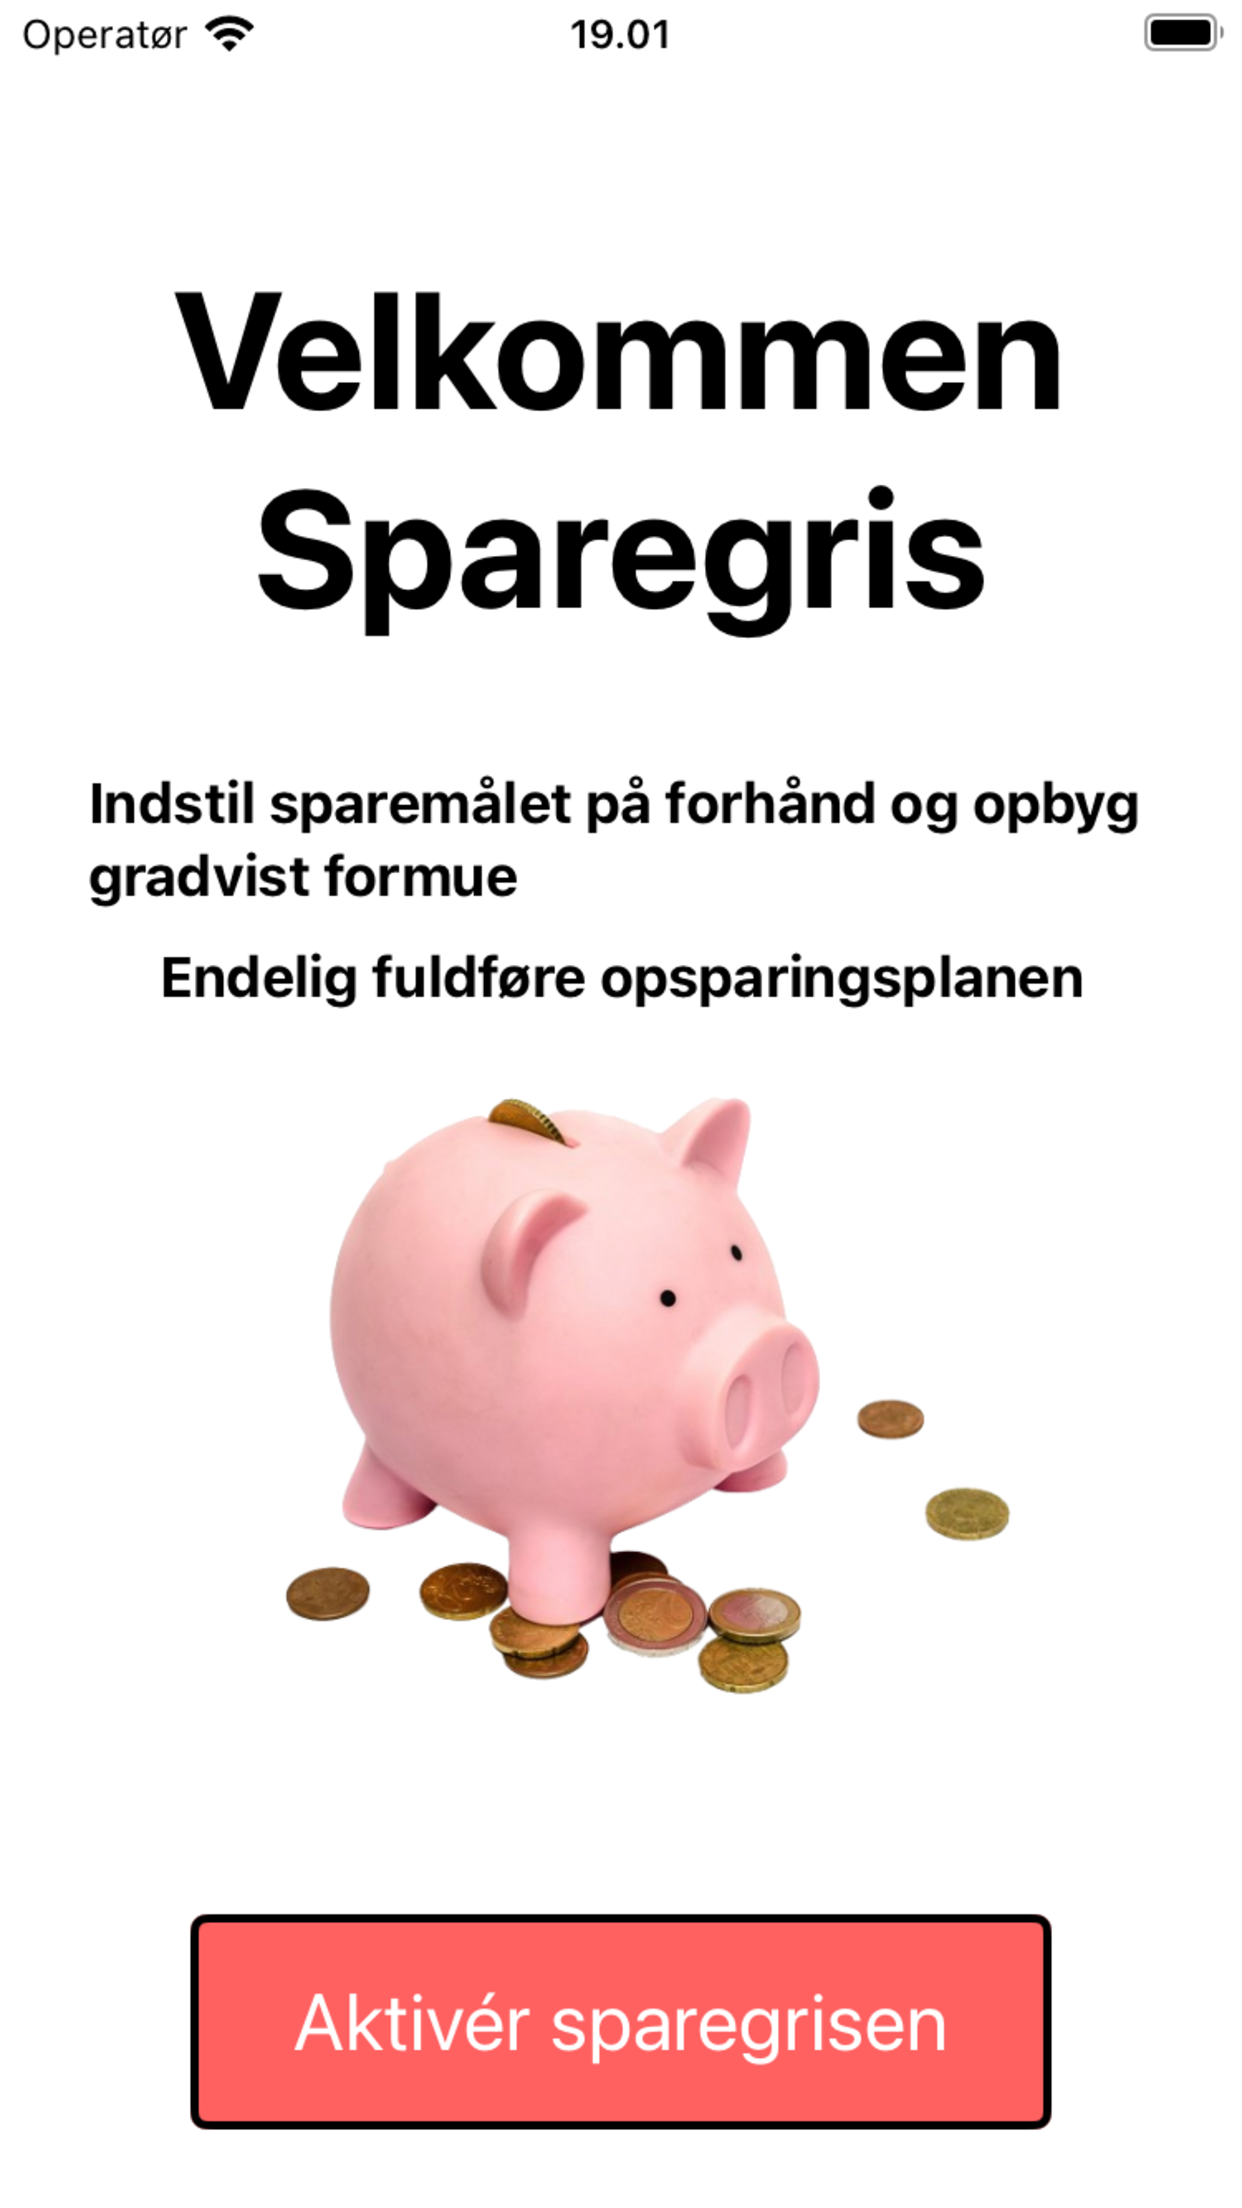 Operatør
19.01
Velkommen
Sparegris
Indstil sparemålet på forhånd og opbyg
gradvist formue
Endelig fuldføre opsparingsplanen
Aktivér sparegrisen